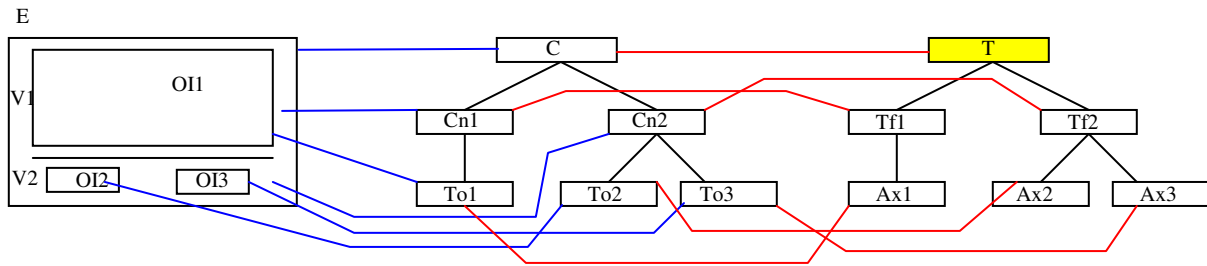 E
C
T
V1
OI1
Cn1
Cn2
Tf1
Tf2
V2
OI2
OI3
To1
To2
To3
Ax1
Ax2
Ax3